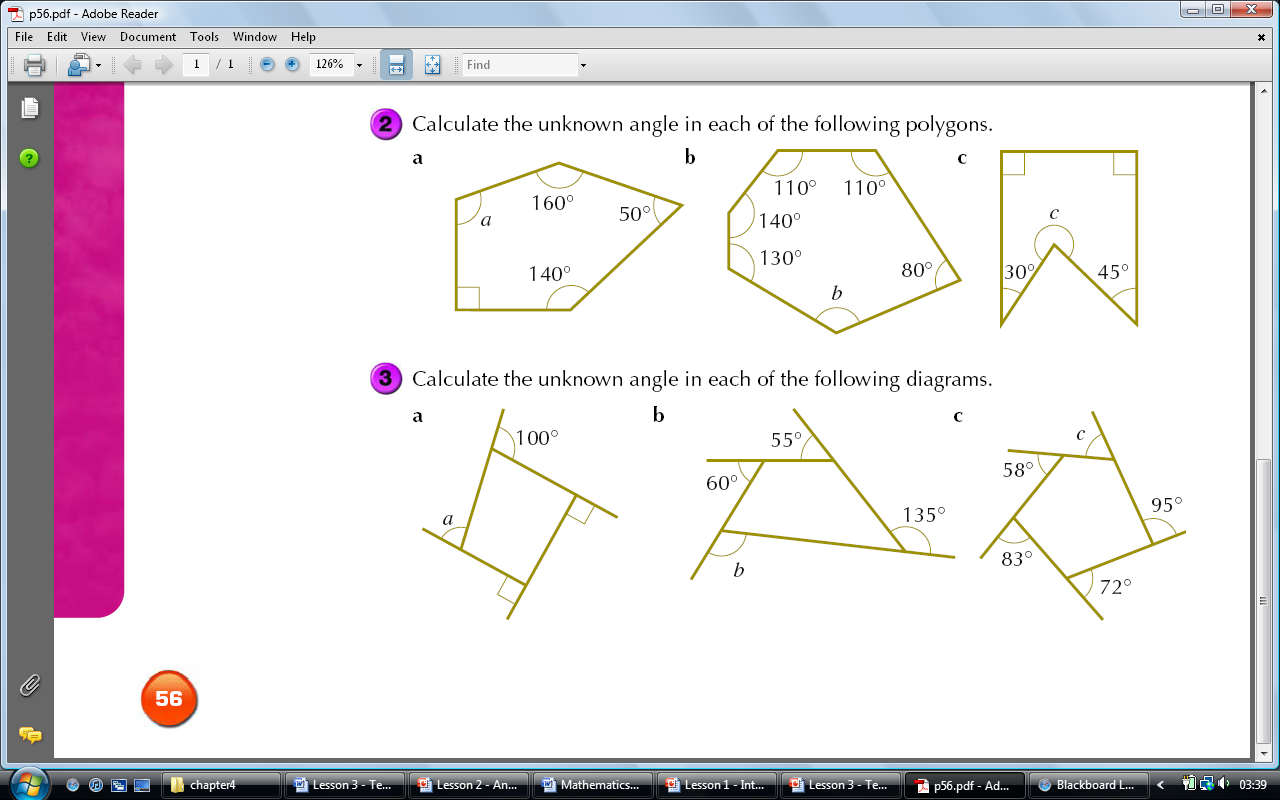 p56.pdf - Adobe Reader
File Edit View Document Tools Window Help
1 / 1 126% Find
2 Calculate the unknown angle in each of the following polygons.
a b c
160°
50°
a
140°
110° 110°
140°
130°
80°
b
c
30° 45°
3 Calculate the unknown angle in each of the following diagrams.
a b c
100°
a
55°
60°
135°
b
c
58°
95°
83°
72°
56
chapter4 Lesson 3 - Te... Lesson 2 - An... Mathematics... Lesson 1 - Int... Lesson 3 - Te... p56.pdf - Ad... Blackboard L... 03:39